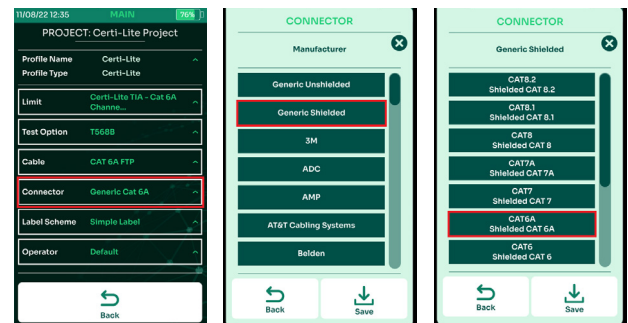 11/08/22 12:35 MAIN 76%
PROJECT: Certi-Lite Project
Profile Name Certi-Lite
Profile Type Certi-Lite
Limit Certi-Lite TIA - Cat 6A
Channe...
Test Option T568B
Cable CAT 6A FTP
Connector Generic Cat 6A
Label Scheme Simple Label
Operator Default
Back
CONNECTOR
Manufacturer
Generic Unshielded
Generic Shielded
3M
ADC
AMP
AT&T Cabling Systems
Belden
Back Save
CONNECTOR
Generic Shielded
CAT8.2
Shielded CAT 8.2
CAT8.1
Shielded CAT 8.1
CAT8
Shielded CAT 8
CAT7A
Shielded CAT 7A
CAT7
Shielded CAT 7
CAT6A
Shielded CAT 6A
CAT6
Shielded CAT 6
Back Save